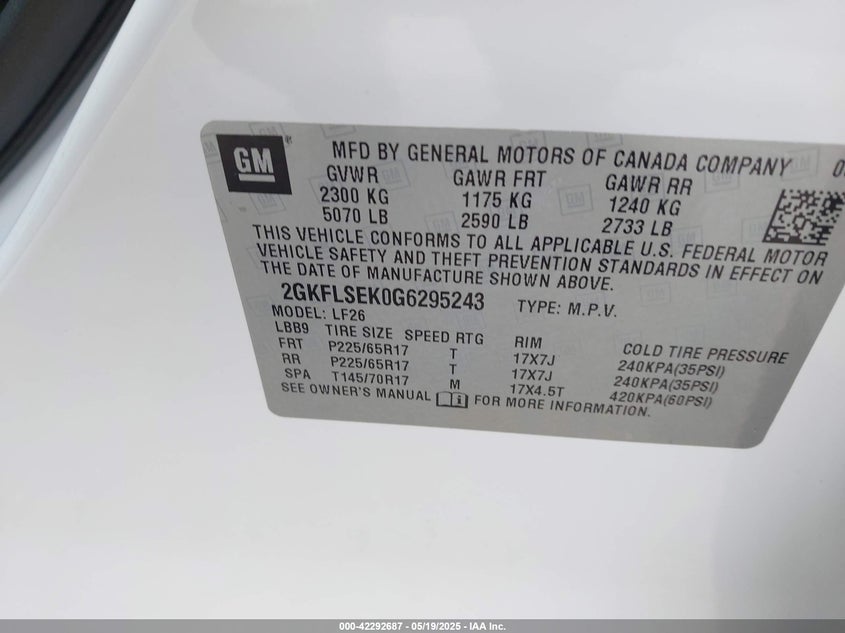 GM
MFD BY GENERAL MOTORS OF CANADA COMPANY
GVWR GAWR FRT GAWR RR
2300 KG 1175 KG 1240 KG
5070 LB 2590 LB 2733 LB
THIS VEHICLE CONFORMS TO ALL APPLICABLE U.S. FEDERAL MOTOR
VEHICLE SAFETY AND THEFT PREVENTION STANDARDS IN EFFECT ON
THE DATE OF MANUFACTURE SHOWN ABOVE.
2GKFLSEK0G6295243 TYPE: M.P.V.
MODEL: LF26
LBB9 TIRE SIZE SPEED RTG RIM COLD TIRE PRESSURE
FRT P225/65R17 T 17X7J 240KPA(35PSI)
RR P225/65R17 T 17X7J 240KPA(35PSI)
SPA T145/70R17 M 17X4.5T 420KPA(60PSI)
SEE OWNER'S MANUAL FOR MORE INFORMATION.
000-42292687 - 05/19/2025 - IAA Inc.